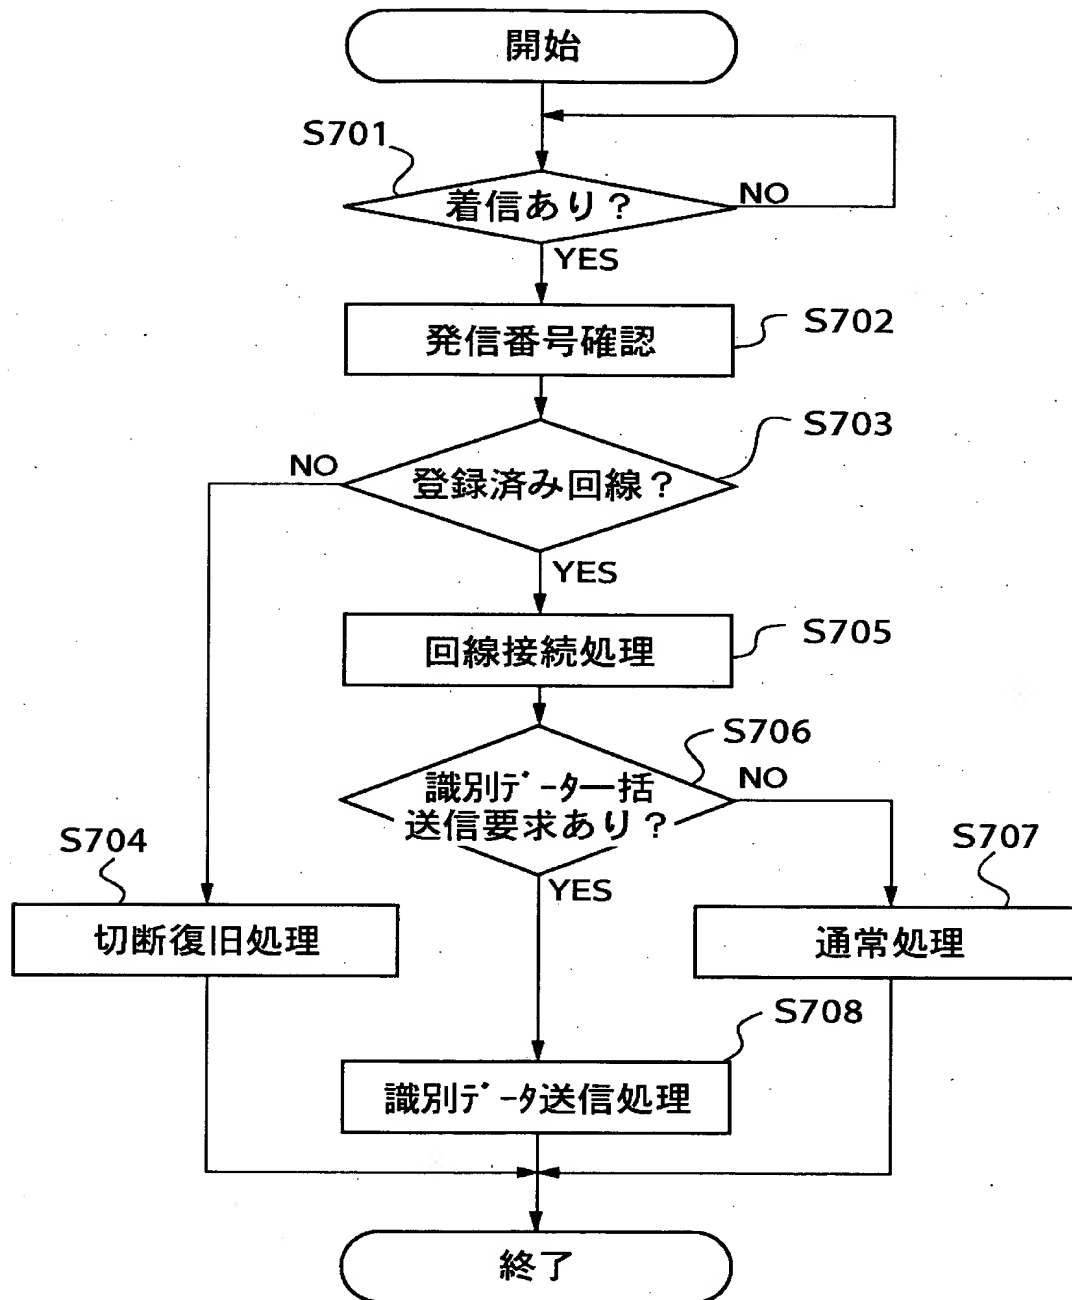 開始
S701
着信あり？
NO
YES
発信番号確認
S702
S703
NO
登録済み回線？
YES
回線接続処理
S705
S706
識別ﾃﾞｰﾀ一括
送信要求あり？
NO
YES
S704
切断復旧処理
S707
通常処理
S708
識別ﾃﾞｰﾀ送信処理
終了